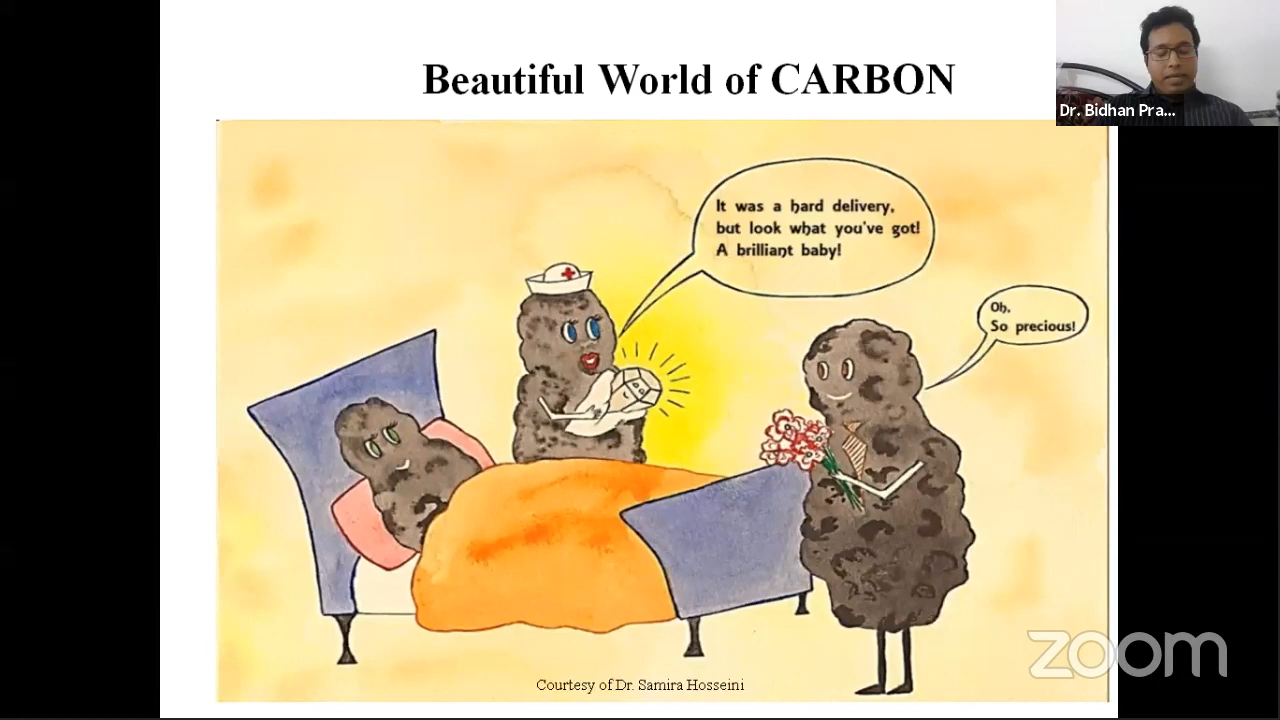 Beautiful World of CARBON
Dr. Bidhan Pra...
It was a hard delivery,
but look what you've got!
A brilliant baby!
Oh,
So precious!
zoom
Courtesy of Dr. Samira Hosseini